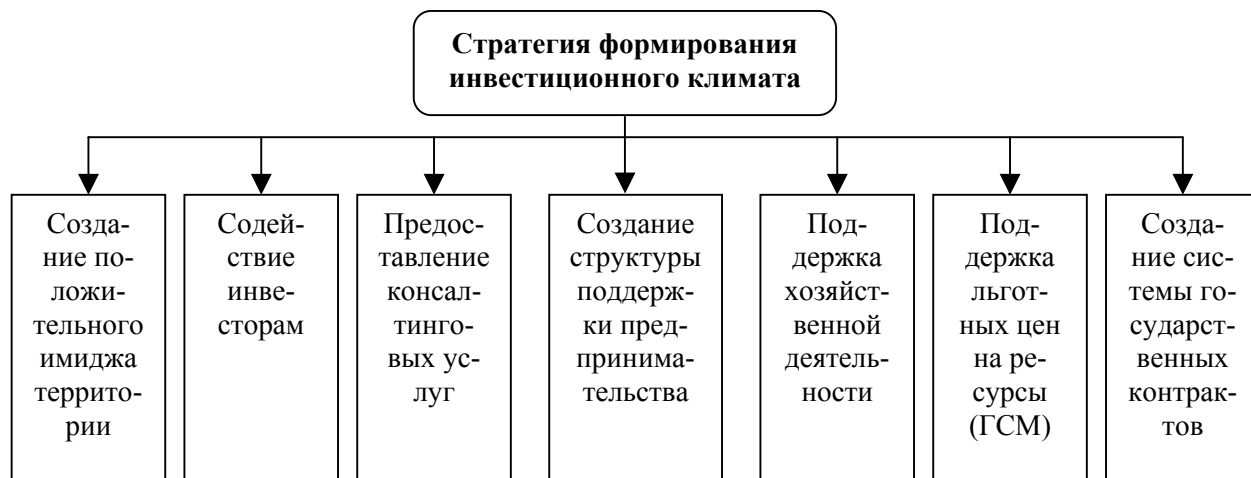 Стратегия формирования
инвестиционного климата
Созда-
ние по-
ложи-
тельного
имиджа
террито-
рии
Содей-
ствие
инве-
сторам
Предос-
тавление
консал-
тинго-
вых ус-
луг
Создание
структуры
поддерж-
ки пред-
принима-
тельства
Под-
держка
хозяйст-
венной
деятель-
ности
Под-
держка
льгот-
ных цен
на ре-
сурсы
(ГСМ)
Созда-
ние сис-
темы го-
сударст-
венных
контрак-
тов